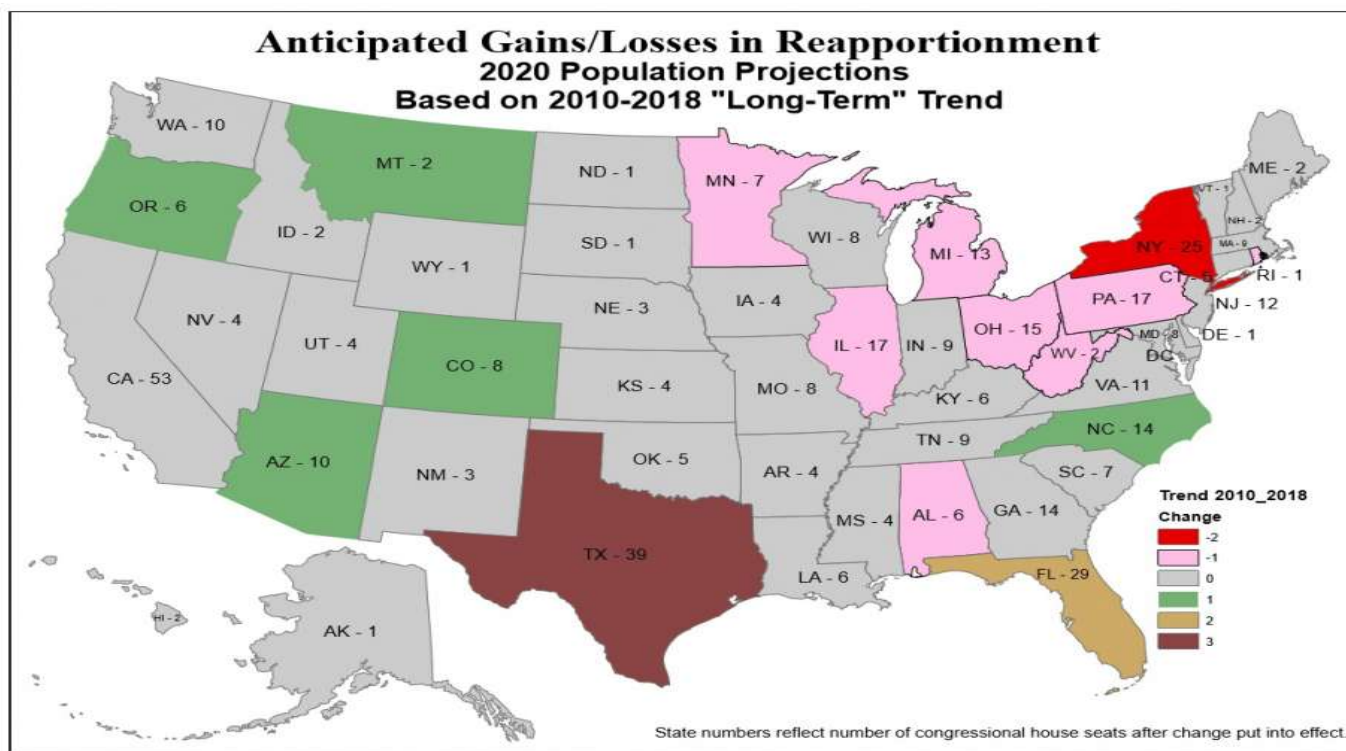 Anticipated Gains/Losses in Reapportionment
2020 Population Projections
Based on 2010-2018 "Long-Term" Trend
WA - 10
MT - 2
ND - 1
MN - 7
ME - 2
VT - 1
NH - 2
OR - 6
ID - 2
SD - 1
WI - 8
MI - 13
NY - 25
MA - 9
WY - 1
CT - 5
RI - 1
NE - 3
IA - 4
PA - 17
NJ - 12
NV - 4
UT - 4
CO - 8
IL - 17
IN - 9
OH - 15
MD - 8
DE - 1
DC
CA - 53
KS - 4
MO - 8
WV - 2
VA - 11
KY - 6
NC - 14
TN - 9
AZ - 10
NM - 3
OK - 5
AR - 4
SC - 7
MS - 4
AL - 6
GA - 14
TX - 39
LA - 6
FL - 29
HI - 2
AK - 1
Trend 2010_2018
Change
-2
-1
0
1
2
3
State numbers reflect number of congressional house seats after change put into effect.